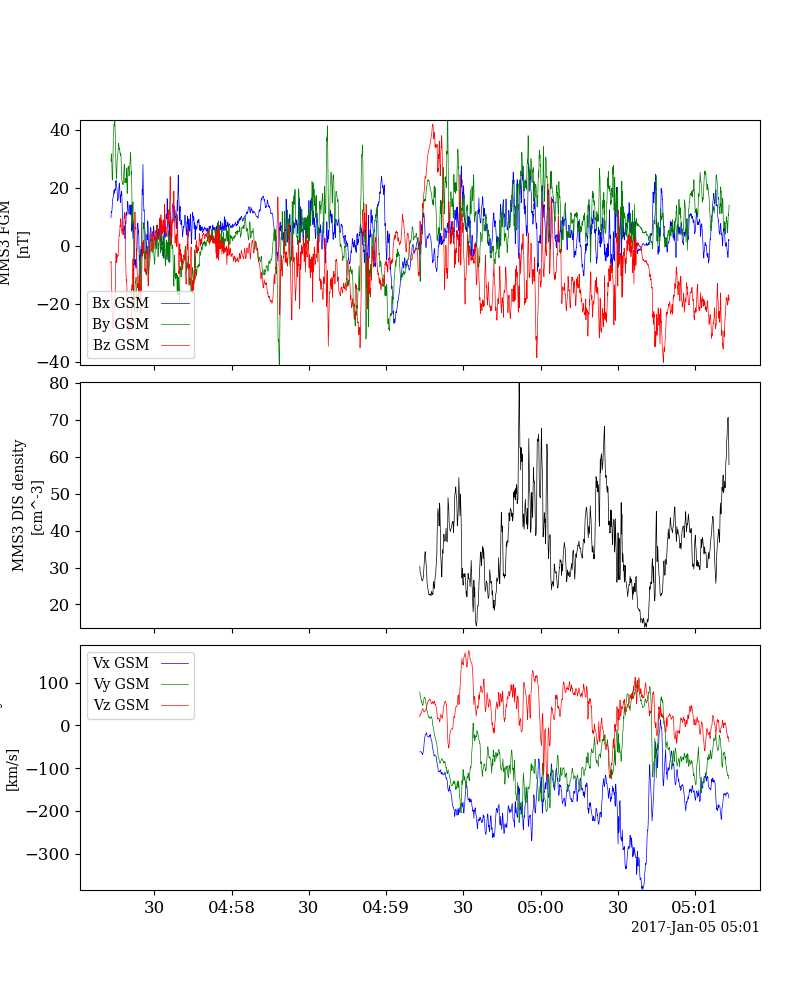 40
20
0
−20
−40
MMS3 FGM
[nT]
Bx GSM
By GSM
Bz GSM
80
70
60
50
40
30
20
MMS3 DIS density
[cm^-3]
100
0
−100
−200
−300
[km/s]
Vx GSM
Vy GSM
Vz GSM
30
04:58
30
04:59
30
05:00
30
05:01
2017-Jan-05 05:01